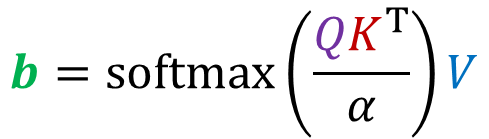 b = softmax(QKᵀ/α)V